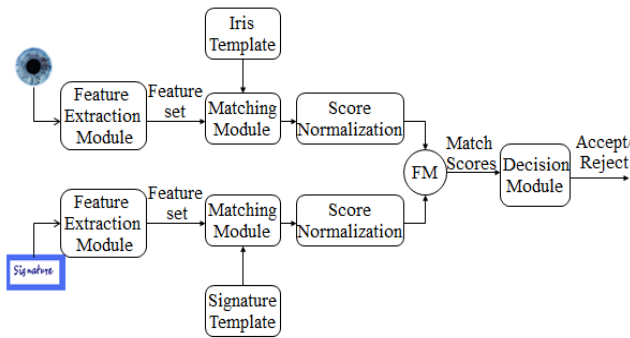 Iris
Template
Feature
Extraction
Module
Feature
set
Matching
Module
Score
Normalization
FM
Match
Scores
Decision
Module
Accept/
Reject
Feature
Extraction
Module
Feature
set
Matching
Module
Score
Normalization
Signature
Signature
Template